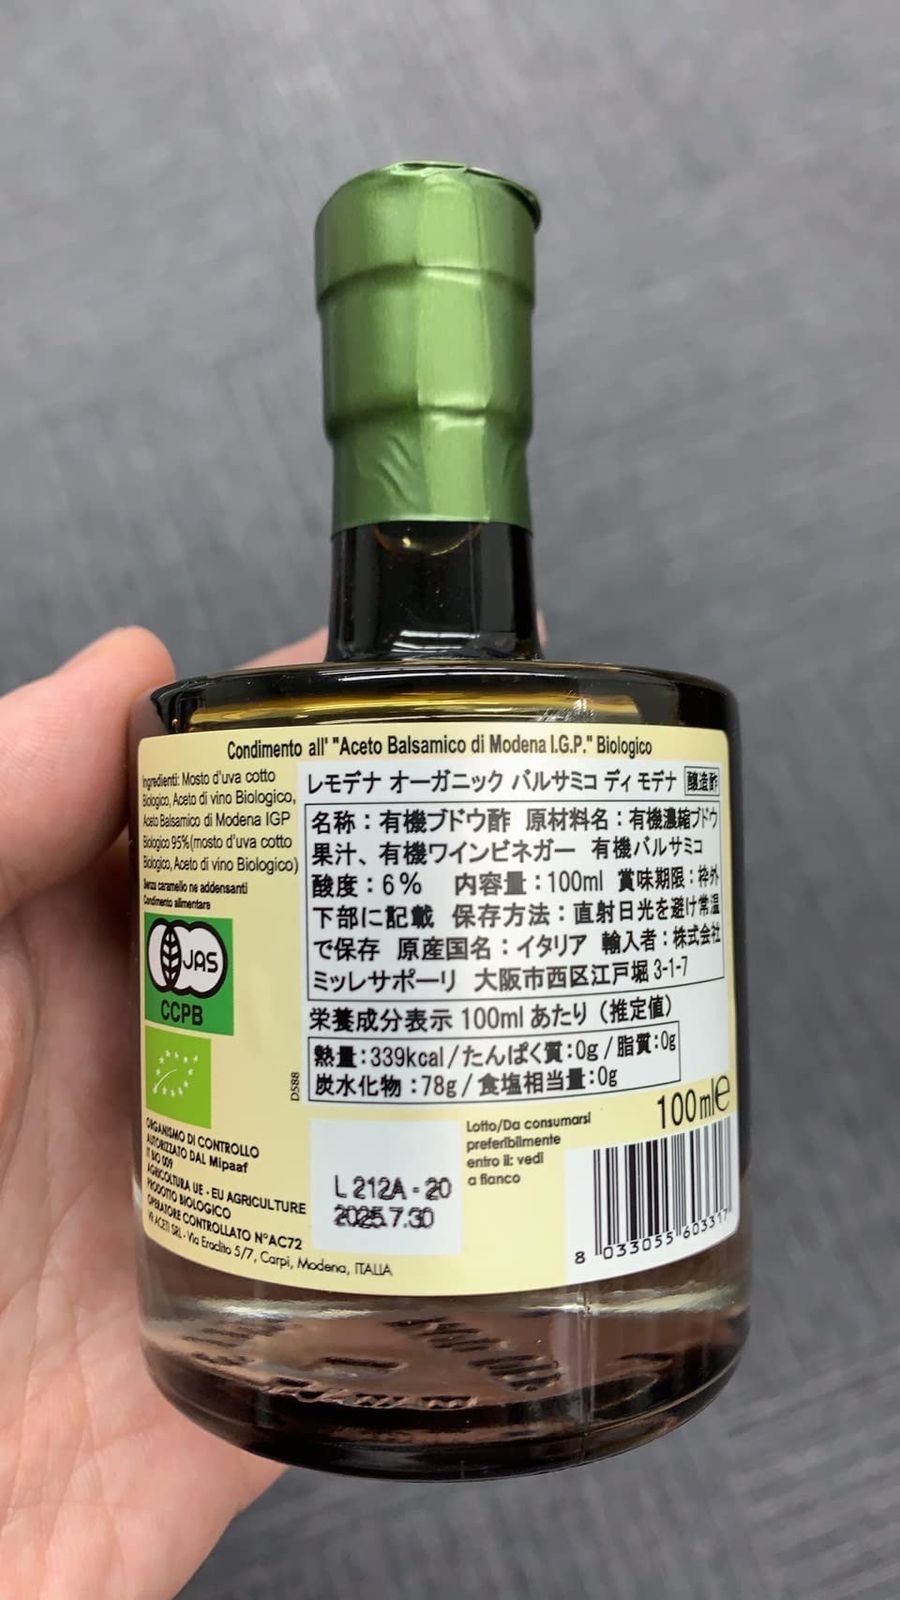 Condimento all' "Aceto Balsamico di Modena I.G.P." Biologico
Ingredienti: Mosto d'uva cotto
Biologico, Aceto di vino Biologico,
Aceto Balsamico di Modena IGP
Biologico 95%(mosto d'uva cotto
Biologico, Aceto di vino Biologico)
Senza caramello ne addensanti
Condimento alimentare
JAS
CCPB
ORGANISMO DI CONTROLLO
AUTORIZZATO DAL Mipaaf
IT BIO 009
AGRICOLTURA UE - EU AGRICULTURE
PRODOTTO BIOLOGICO
OPERATORE CONTROLLATO N°AC72
ACETI SRL - Via Eraclito 5/7, Carpi, Modena, ITALIA
レモデナ オーガニック バルサミコ ディ モデナ 醸造酢
名称：有機ブドウ酢 原材料名：有機濃縮ブドウ
果汁、有機ワインビネガー 有機バルサミコ
酸度：6% 内容量：100ml 賞味期限：枠外
下部に記載 保存方法：直射日光を避け常温
で保存 原産国名：イタリア 輸入者：株式会社
ミッレサポーリ 大阪市西区江戸堀 3-1-7
栄養成分表示 100ml あたり（推定値）
熱量：339kcal/たんぱく質：0g/脂質：0g
炭水化物：78g/食塩相当量：0g
D588
100ml℮
Lotto/Da consumarsi
preferibilmente
entro il: vedi
a fianco
L 212A - 20
2025.7.30
8 033055 603317